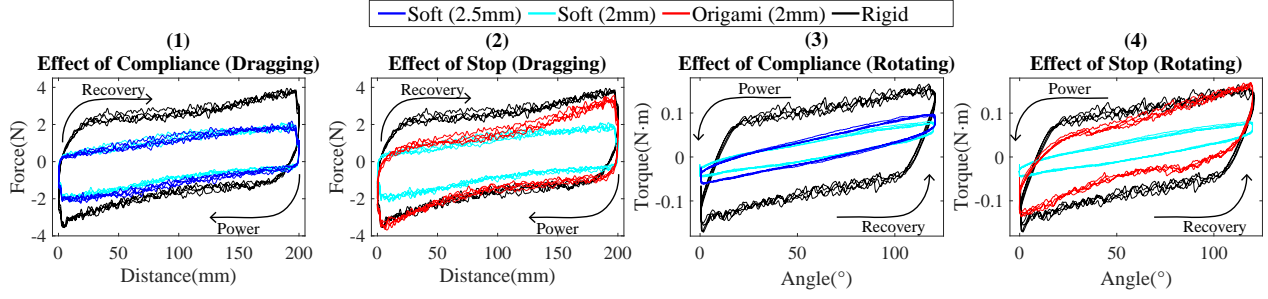 Soft (2.5mm) Soft (2mm) Origami (2mm) Rigid
(1)
Effect of Compliance (Dragging)
4
2
0
-2
-4
Force(N)
Recovery
Power
0 50 100 150 200
Distance(mm)
(2)
Effect of Stop (Dragging)
4
2
0
-2
-4
Force(N)
Recovery
Power
0 50 100 150 200
Distance(mm)
(3)
Effect of Compliance (Rotating)
0.1
0
-0.1
Torque(N·m)
Power
Recovery
0 50 100
Angle(°)
(4)
Effect of Stop (Rotating)
0.1
0
-0.1
Torque(N·m)
Power
Recovery
0 50 100
Angle(°)